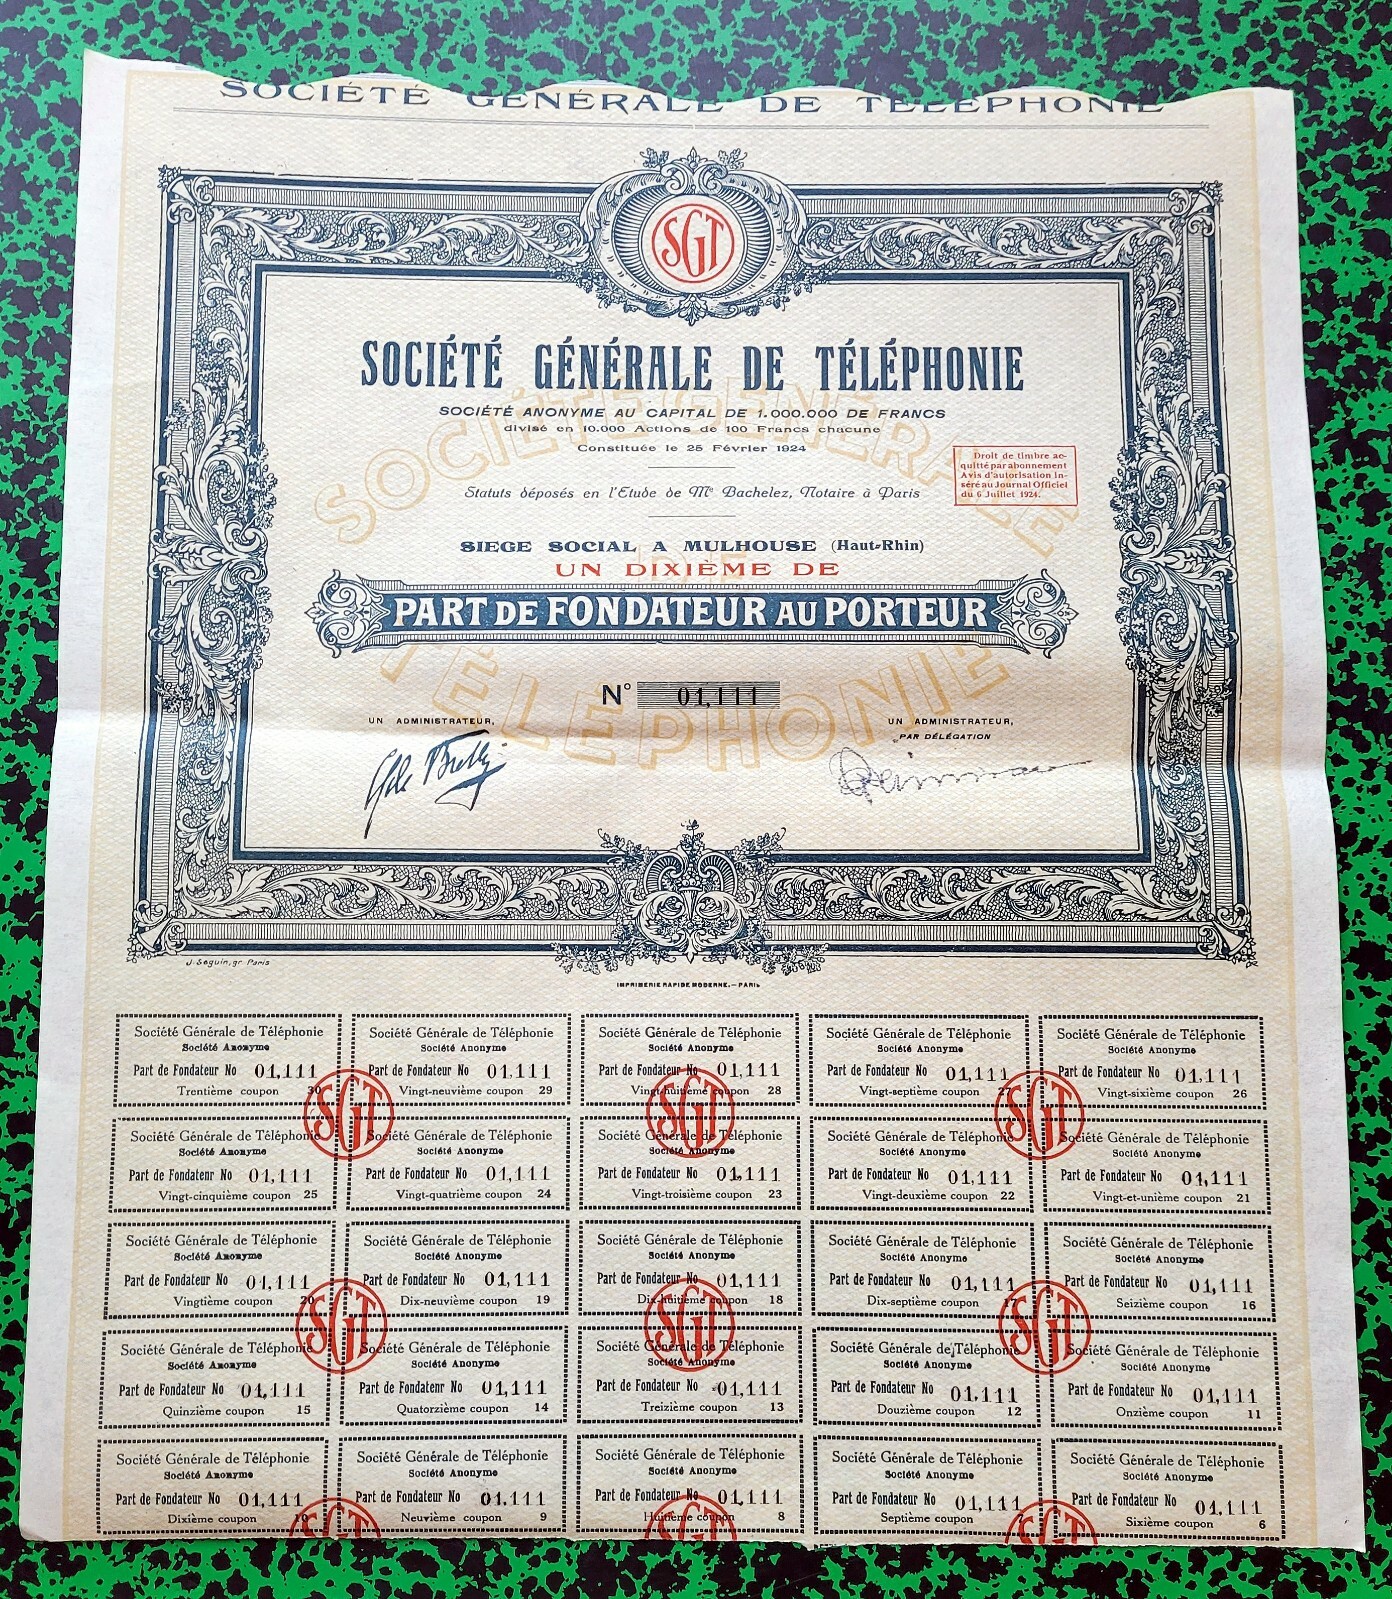 SOCIÉTÉ GÉNÉRALE DE TÉLÉPHONIE
SGT
SOCIÉTÉ GÉNÉRALE DE TÉLÉPHONIE
SOCIÉTÉ ANONYME AU CAPITAL DE 1.000.000 DE FRANCS
divisé en 10.000 Actions de 100 Francs chacune
Constituée le 25 Février 1924
Droit de timbre ac-
quitté par abonnement
Avis d'autorisation in-
séré au Journal Officiel
du 6 Juillet 1924.
Statuts déposés en l'Etude de Me Bachelez, Notaire à Paris
SIEGE SOCIAL A MULHOUSE (Haut-Rhin)
UN DIXIÈME DE
PART DE FONDATEUR AU PORTEUR
SOCIÉTÉ GÉNÉRALE
DE
TÉLÉPHONIE
N° 01,111
UN ADMINISTRATEUR,
UN ADMINISTRATEUR,
PAR DÉLÉGATION
J. Seguin, gr. Paris
IMPRIMERIE RAPIDE MODERNE. — PARIS
Société Générale de Téléphonie
Société Anonyme
Part de Fondateur No 01,111
Trentième coupon 30
Société Générale de Téléphonie
Société Anonyme
Part de Fondateur No 01,111
Vingt-neuvième coupon 29
Société Générale de Téléphonie
Société Anonyme
Part de Fondateur No 01,111
Vingt-huitième coupon 28
Société Générale de Téléphonie
Société Anonyme
Part de Fondateur No 01,111
Vingt-septième coupon 27
Société Générale de Téléphonie
Société Anonyme
Part de Fondateur No 01,111
Vingt-sixième coupon 26
SGT
SGT
SGT
Société Générale de Téléphonie
Société Anonyme
Part de Fondateur No 01,111
Vingt-cinquième coupon 25
Société Générale de Téléphonie
Société Anonyme
Part de Fondateur No 01,111
Vingt-quatrième coupon 24
Société Générale de Téléphonie
Société Anonyme
Part de Fondateur No 01,111
Vingt-troisième coupon 23
Société Générale de Téléphonie
Société Anonyme
Part de Fondateur No 01,111
Vingt-deuxième coupon 22
Société Générale de Téléphonie
Société Anonyme
Part de Fondateur No 01,111
Vingt-et-unième coupon 21
Société Générale de Téléphonie
Société Anonyme
Part de Fondateur No 01,111
Vingtième coupon 20
Société Générale de Téléphonie
Société Anonyme
Part de Fondateur No 01,111
Dix-neuvième coupon 19
Société Générale de Téléphonie
Société Anonyme
Part de Fondateur No 01,111
Dix-huitième coupon 18
Société Générale de Téléphonie
Société Anonyme
Part de Fondateur No 01,111
Dix-septième coupon 17
Société Générale de Téléphonie
Société Anonyme
Part de Fondateur No 01,111
Seizième coupon 16
SGT
SGT
SGT
Société Générale de Téléphonie
Société Anonyme
Part de Fondateur No 01,111
Quinzième coupon 15
Société Générale de Téléphonie
Société Anonyme
Part de Fondateur No 01,111
Quatorzième coupon 14
Société Générale de Téléphonie
Société Anonyme
Part de Fondateur No 01,111
Treizième coupon 13
Société Générale de Téléphonie
Société Anonyme
Part de Fondateur No 01,111
Douzième coupon 12
Société Générale de Téléphonie
Société Anonyme
Part de Fondateur No 01,111
Onzième coupon 11
Société Générale de Téléphonie
Société Anonyme
Part de Fondateur No 01,111
Dixième coupon 10
Société Générale de Téléphonie
Société Anonyme
Part de Fondateur No 01,111
Neuvième coupon 9
Société Générale de Téléphonie
Société Anonyme
Part de Fondateur No 01,111
Huitième coupon 8
Société Générale de Téléphonie
Société Anonyme
Part de Fondateur No 01,111
Septième coupon 7
Société Générale de Téléphonie
Société Anonyme
Part de Fondateur No 01,111
Sixième coupon 6
SGT
SGT
SGT